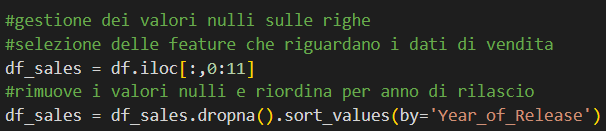 #gestione dei valori nulli sulle righe
#selezione delle feature che riguardano i dati di vendita
df_sales = df.iloc[:,0:11]
#rimuove i valori nulli e riordina per anno di rilascio
df_sales = df_sales.dropna().sort_values(by='Year_of_Release')